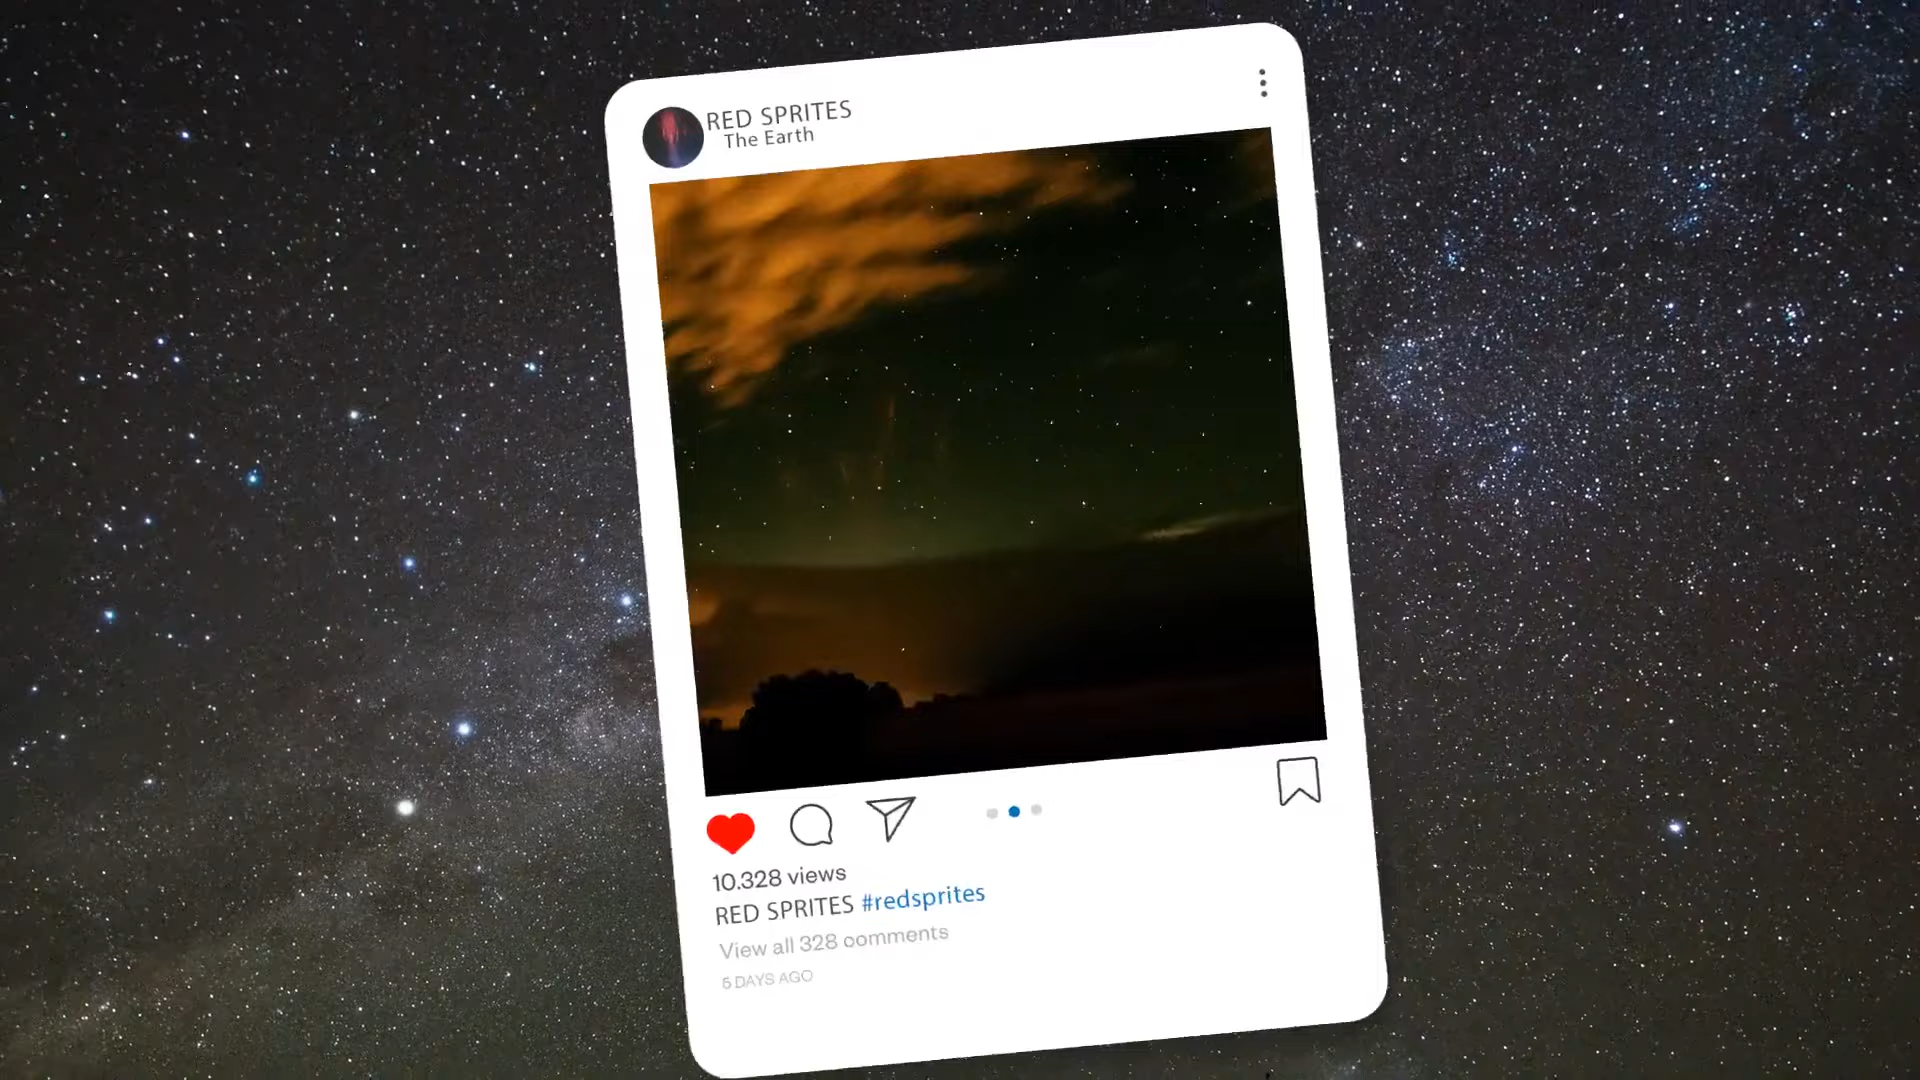 RED SPRITES
The Earth
10.328 views
RED SPRITES #redsprites
View all 328 comments
5 DAYS AGO